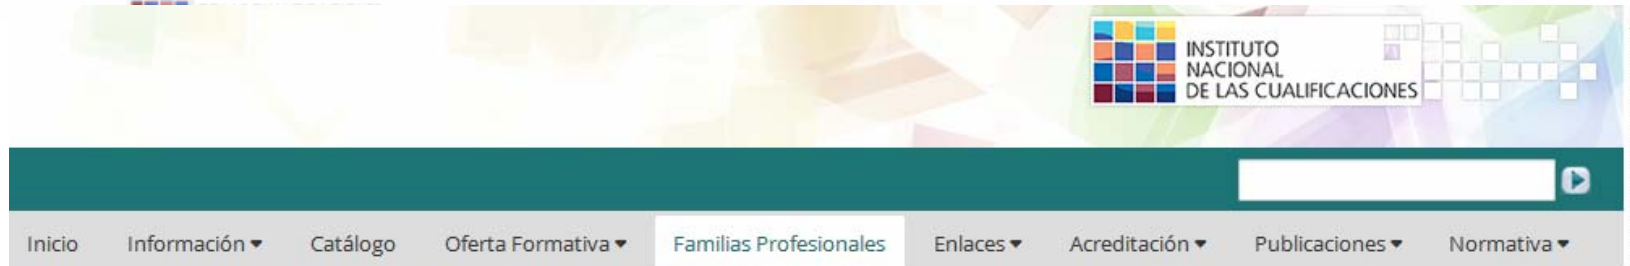 INSTITUTO
NACIONAL
DE LAS CUALIFICACIONES
Inicio Información Catálogo Oferta Formativa Familias Profesionales Enlaces Acreditación Publicaciones Normativa